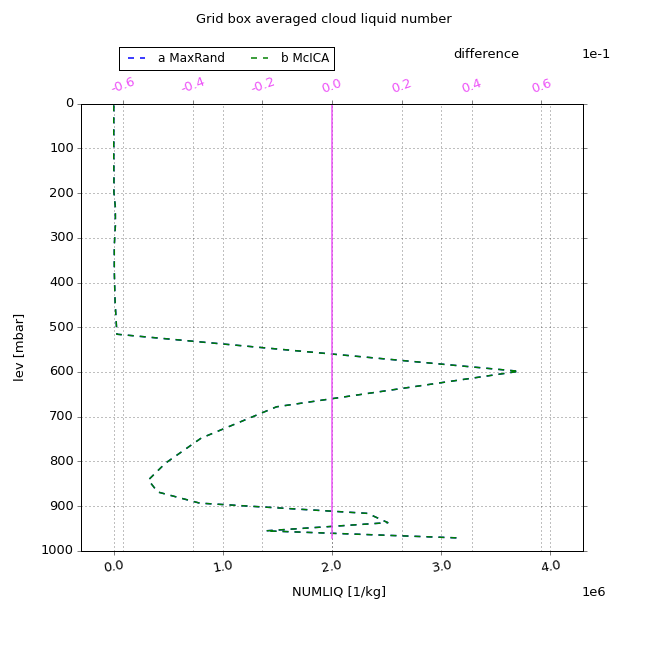 Grid box averaged cloud liquid number
a MaxRand b McICA difference 1e-1
-0.6 -0.4 -0.2 0.0 0.2 0.4 0.6
0
100
200
300
400
500
600
700
800
900
1000
lev [mbar]
0.0 1.0 2.0 3.0 4.0
NUMLIQ [1/kg] 1e6